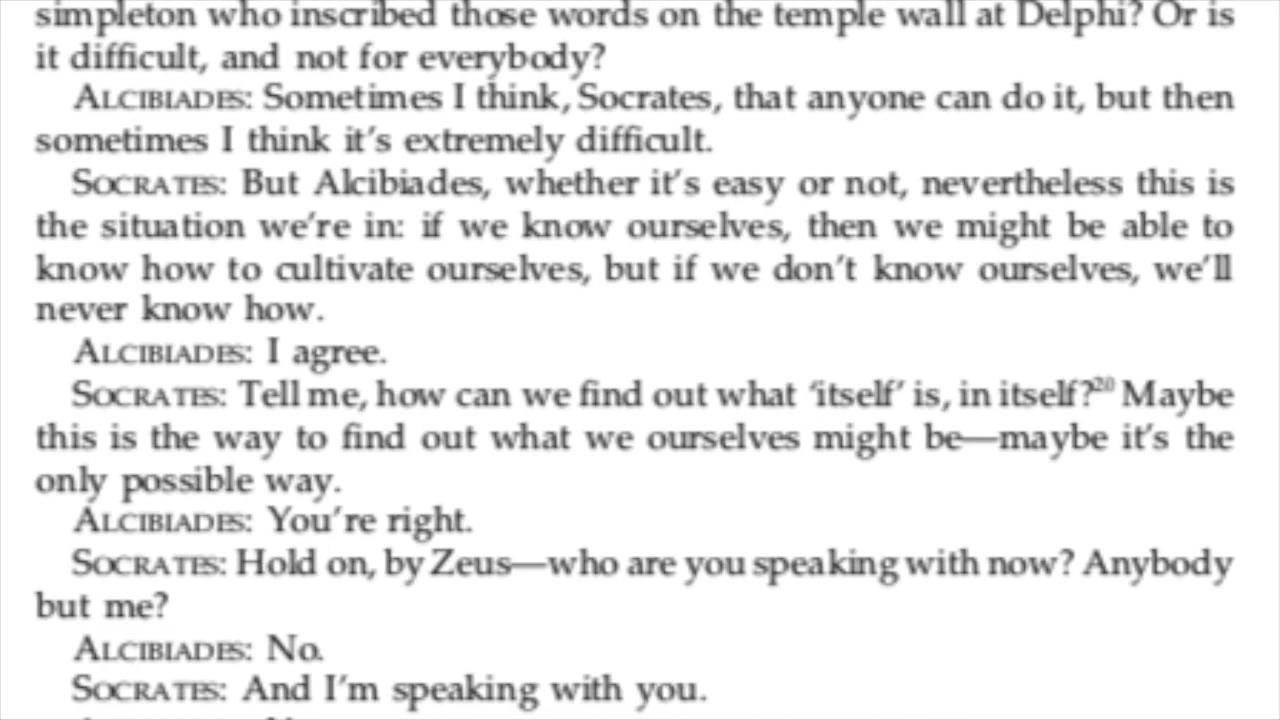 simpleton who inscribed those words on the temple wall at Delphi? Or is
it difficult, and not for everybody?
ALCIBIADES: Sometimes I think, Socrates, that anyone can do it, but then
sometimes I think it's extremely difficult.
SOCRATES: But Alcibiades, whether it's easy or not, nevertheless this is
the situation we're in: if we know ourselves, then we might be able to
know how to cultivate ourselves, but if we don't know ourselves, we'll
never know how.
ALCIBIADES: I agree.
SOCRATES: Tell me, how can we find out what ‘itself’ is, in itself?²⁰ Maybe
this is the way to find out what we ourselves might be—maybe it's the
only possible way.
ALCIBIADES: You're right.
SOCRATES: Hold on, by Zeus—who are you speaking with now? Anybody
but me?
ALCIBIADES: No.
SOCRATES: And I'm speaking with you.